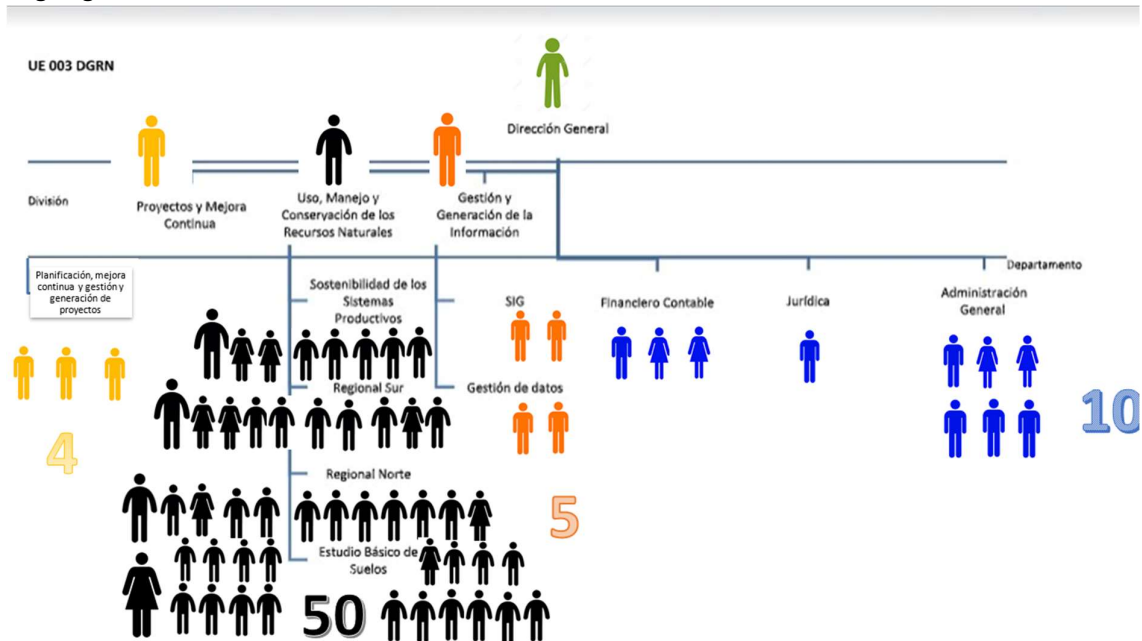 UE 003 DGRN
Dirección General
División
Proyectos y Mejora
Continua
Uso, Manejo y
Conservación de los
Recursos Naturales
Gestión y
Generación de la
Información
Departamento
Planificación, mejora
continua y gestión y
generación de
proyectos
Sostenibilidad de los
Sistemas
Productivos
SIG
Financiero Contable
Jurídica
Administración
General
Regional Sur
Gestión de datos
10
4
Regional Norte
5
Estudio Básico de
Suelos
50